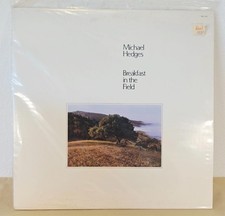 Michael
Hedges
Breakfast
in the
Field